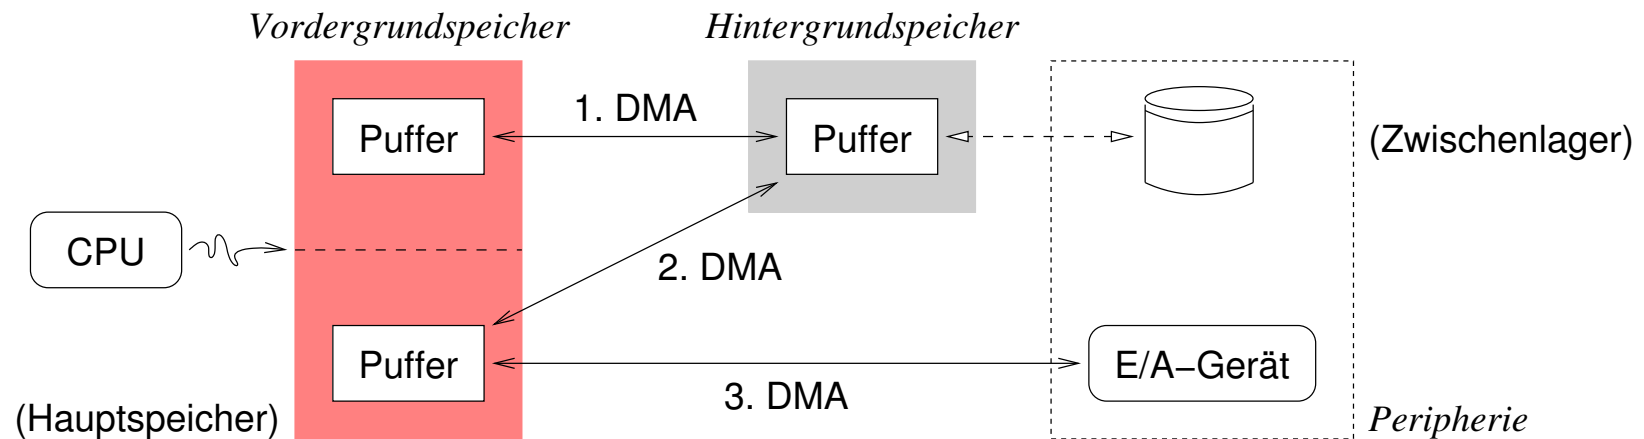 Vordergrundspeicher
Hintergrundspeicher
1. DMA
Puffer
Puffer
(Zwischenlager)
CPU
2. DMA
Puffer
E/A−Gerät
3. DMA
(Hauptspeicher)
Peripherie